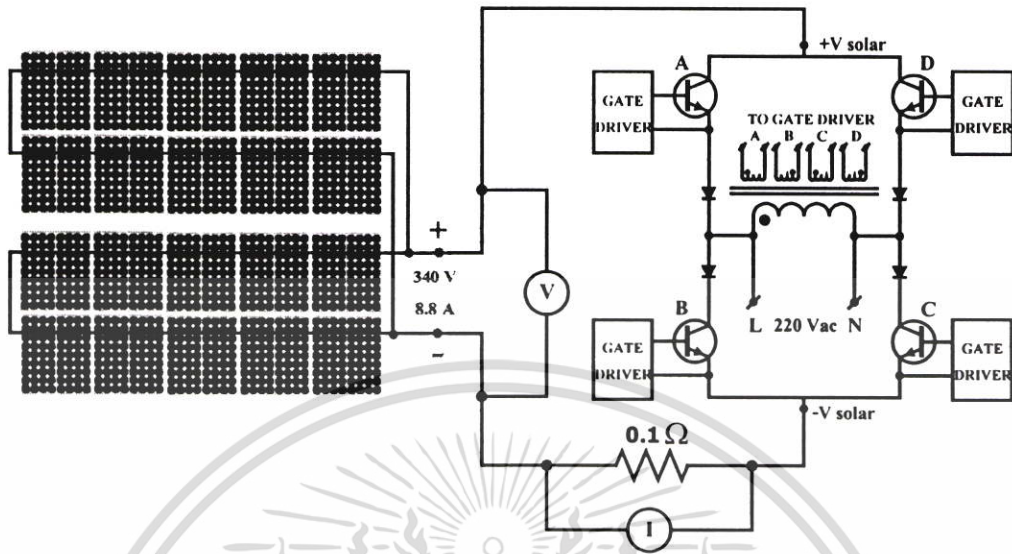 +V solar
A
D
GATE
DRIVER
GATE
DRIVER
TO GATE DRIVER
A B C D
+
340 V
8.8 A
–
V
L 220 Vac N
B
C
GATE
DRIVER
GATE
DRIVER
-V solar
0.1 Ω
I